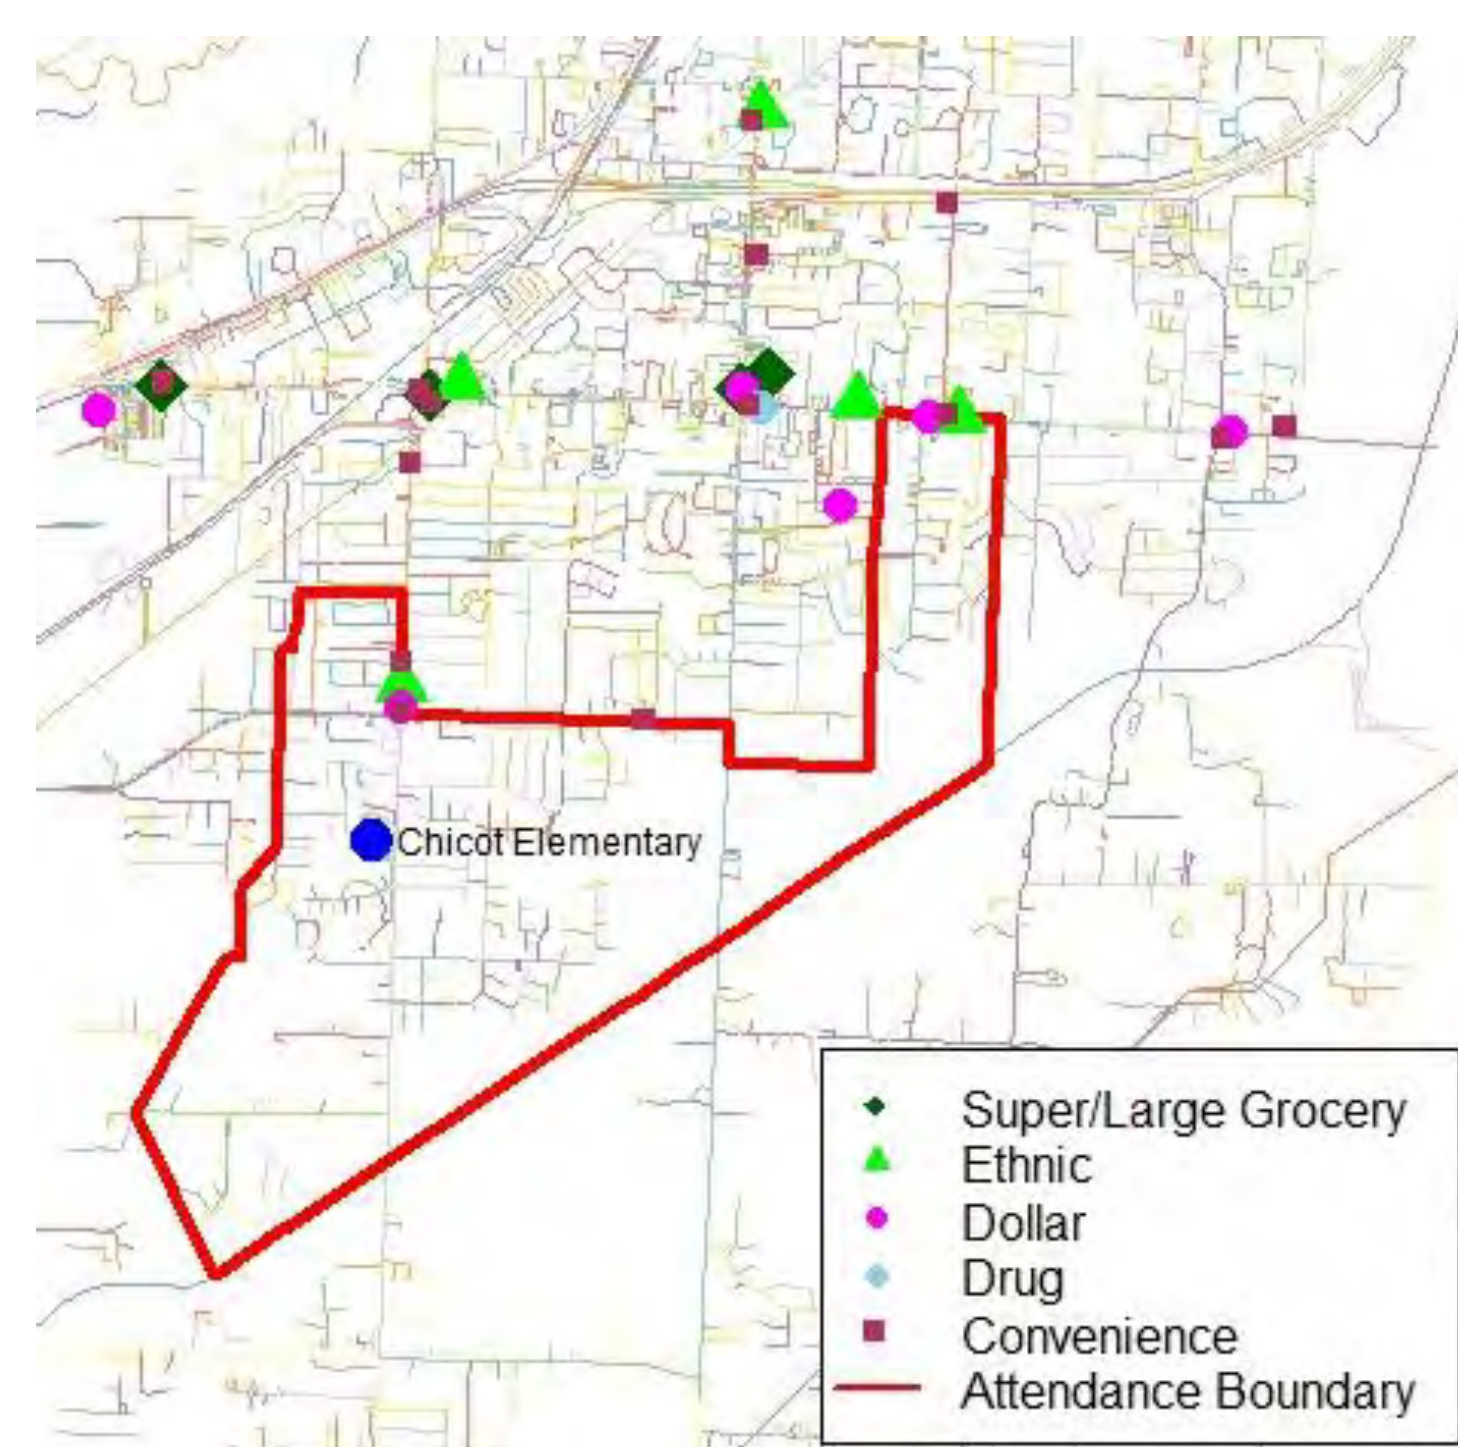 Chicot Elementary
Super/Large Grocery
Ethnic
Dollar
Drug
Convenience
Attendance Boundary